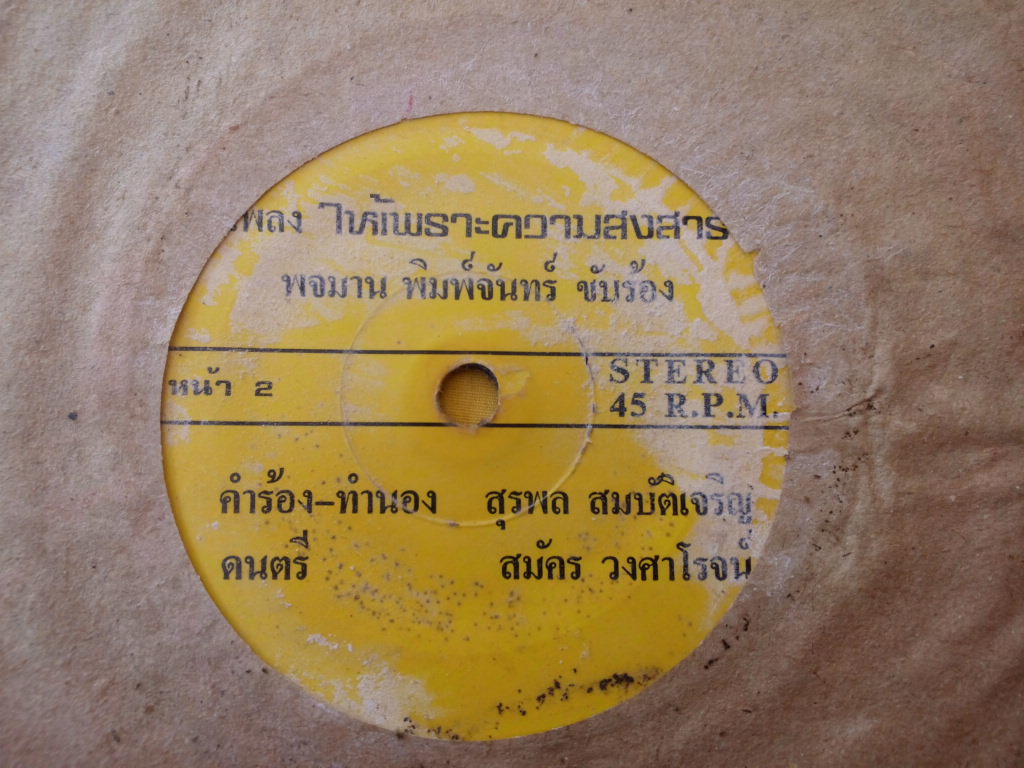 เพลง ให้เพราะความสงสาร
พจมาน พิมพ์จันทร์ ขับร้อง
หน้า 2
STEREO
45 R.P.M.
คำร้อง-ทำนอง สุรพล สมบัติเจริญ
ดนตรี สมัคร วงศาโรจน์